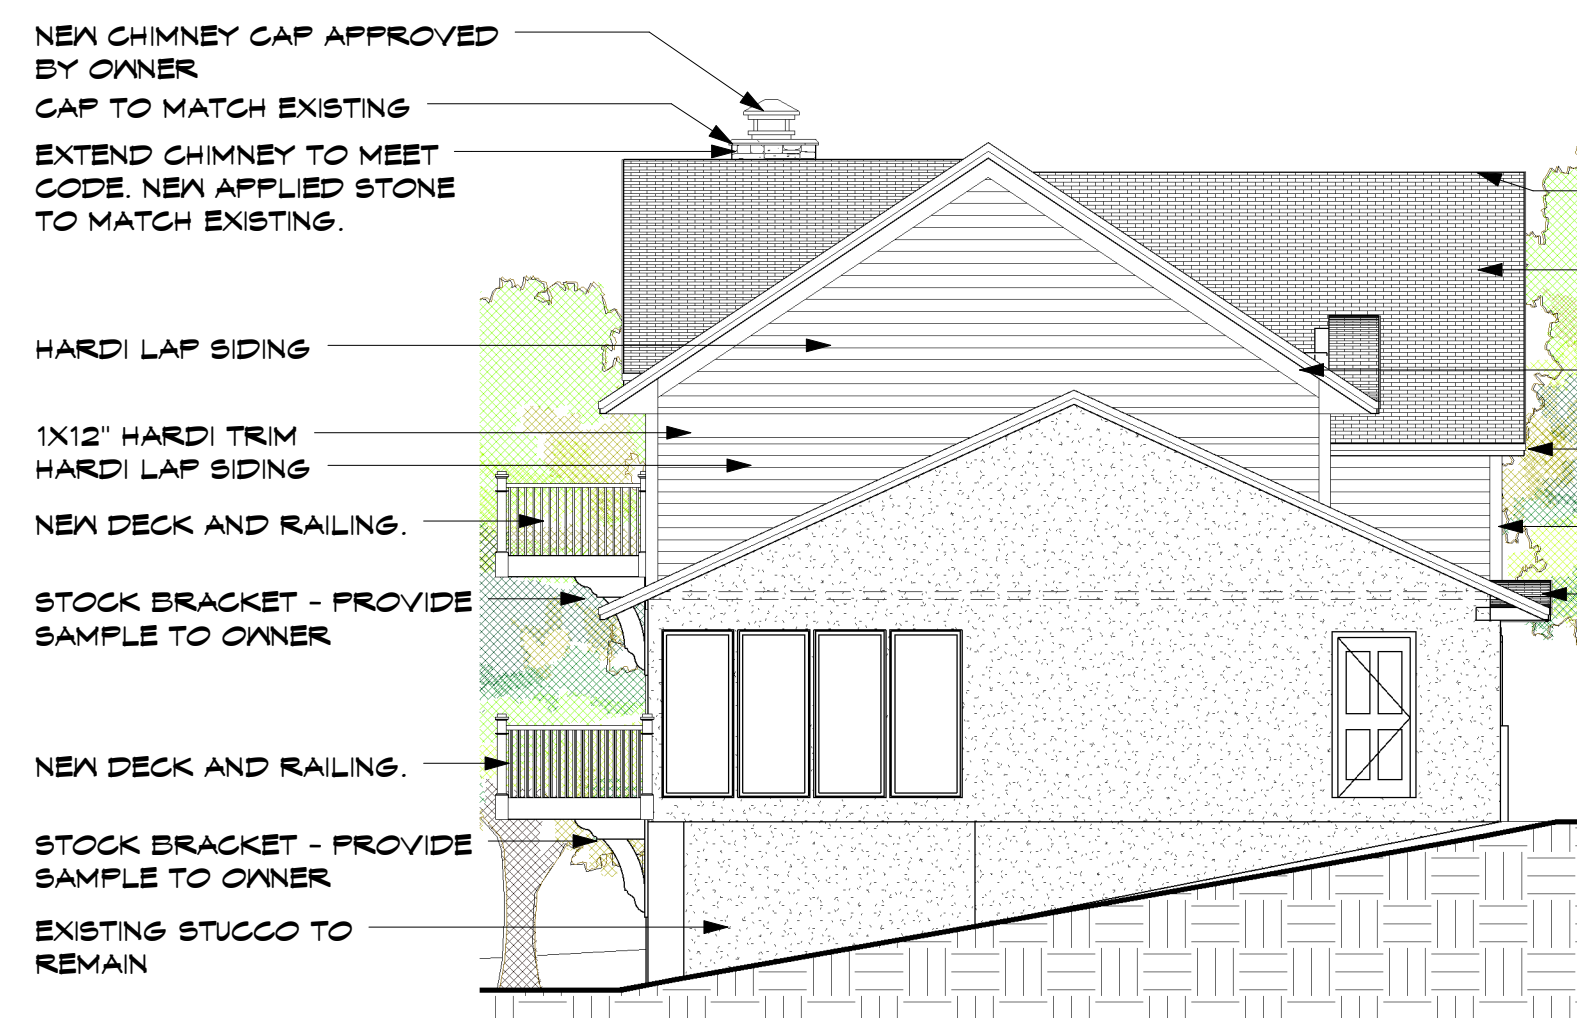 NEW CHIMNEY CAP APPROVED
BY OWNER
CAP TO MATCH EXISTING
EXTEND CHIMNEY TO MEET
CODE. NEW APPLIED STONE
TO MATCH EXISTING.
HARDI LAP SIDING
1X12" HARDI TRIM
HARDI LAP SIDING
NEW DECK AND RAILING.
STOCK BRACKET - PROVIDE
SAMPLE TO OWNER
NEW DECK AND RAILING.
STOCK BRACKET - PROVIDE
SAMPLE TO OWNER
EXISTING STUCCO TO
REMAIN